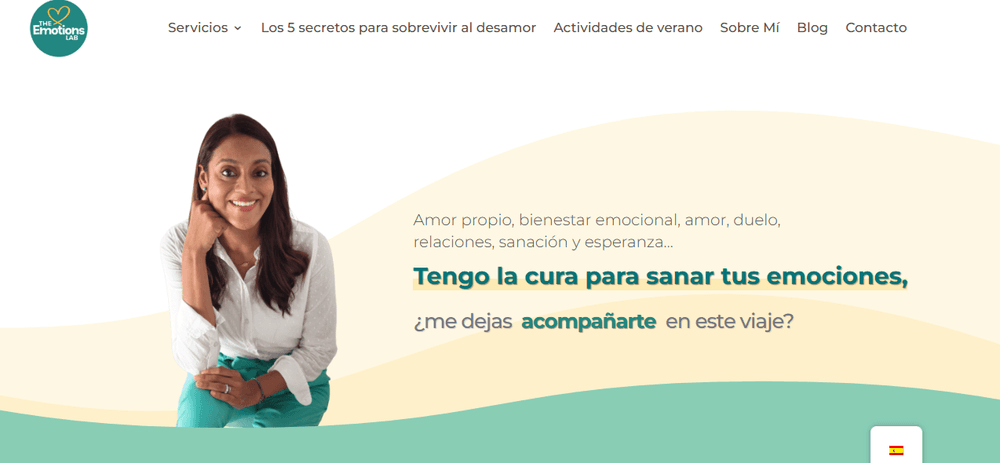 THE
Emotions
LAB
Servicios
Los 5 secretos para sobrevivir al desamor
Actividades de verano
Sobre Mí
Blog
Contacto
Amor propio, bienestar emocional, amor, duelo,
relaciones, sanación y esperanza...
Tengo la cura para sanar tus emociones,
¿me dejas acompañarte en este viaje?